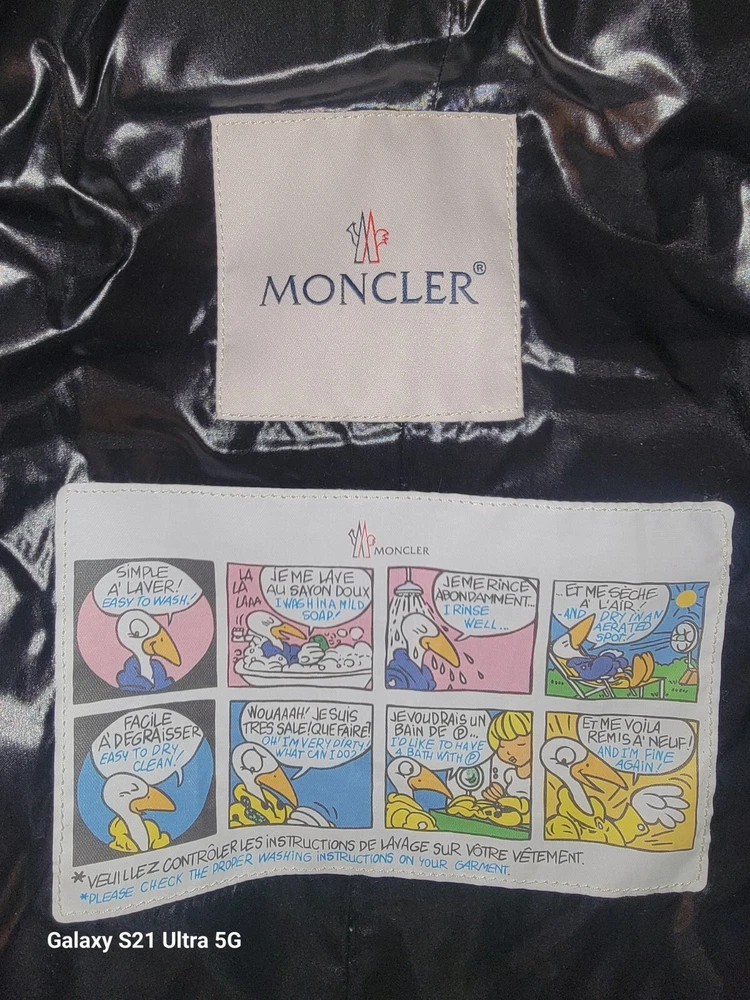 MONCLER®
MONCLER
SIMPLE
A' LAVER!
EASY TO WASH!
LA
LA
LAAA
JE ME LAVE
AU SAYON DOUX
I WASH IN A MILD
SOAP!
JE ME RINCE
ABONDAMMENT...
I RINSE
WELL...
...ET ME SÈCHE
A' L'AIR!
-AND I DRY IN AN
AERATED
SPOT-
FACILE
A' DEGRAISSER
EASY TO DRY,
CLEAN!
WOUAAAH! JE SUIS
TRES SALE! QUE FAIRE?
OH! I'M VERY DIRTY!
WHAT CAN I DO?
JE VOUDRAIS UN
BAIN DE Ⓟ...
I'D LIKE TO HAVE
A BATH WITH Ⓟ
ET ME VOILA
REMIS A' NEUF!
AND I'M FINE
AGAIN!
*VEUILLEZ CONTRÔLER LES INSTRUCTIONS DE LAVAGE SUR VOTRE VÊTEMENT.
*PLEASE CHECK THE PROPER WASHING INSTRUCTIONS ON YOUR GARMENT.
Galaxy S21 Ultra 5G